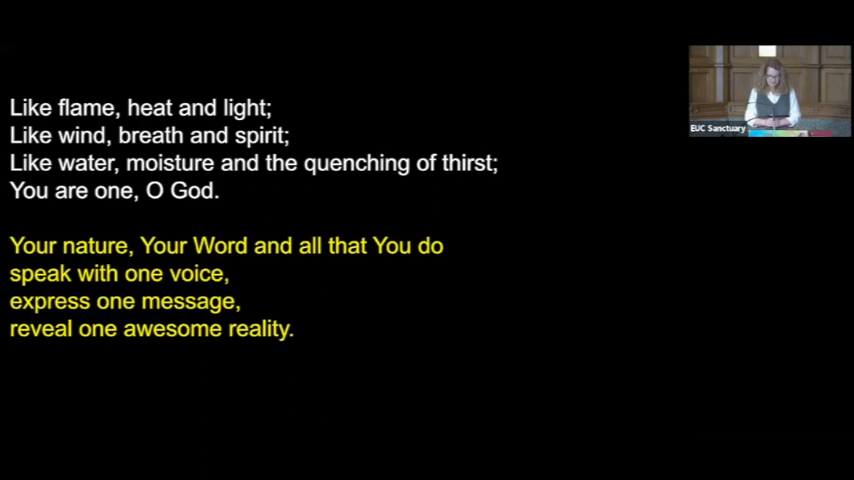 Like flame, heat and light;
Like wind, breath and spirit;
Like water, moisture and the quenching of thirst;
You are one, O God.
Your nature, Your Word and all that You do
speak with one voice,
express one message,
reveal one awesome reality.
EUC Sanctuary